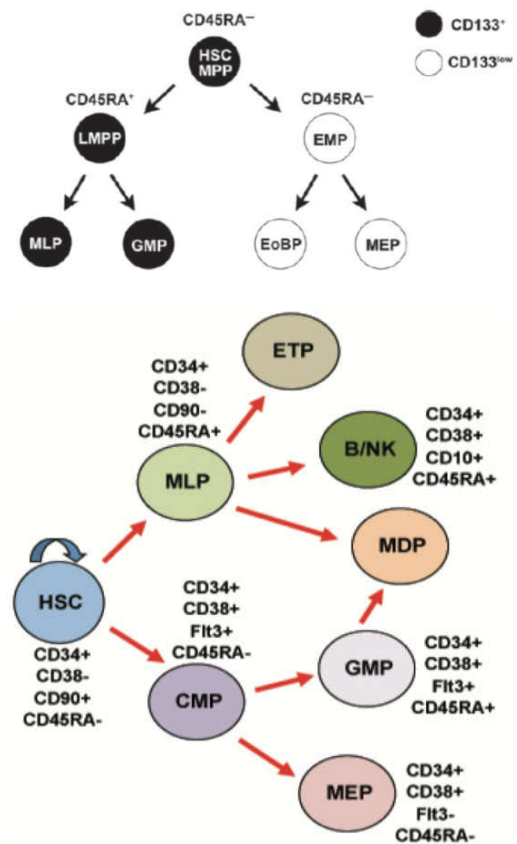 CD45RA—
CD133+
HSC
MPP
CD133low
CD45RA+
CD45RA—
LMPP
EMP
MLP
GMP
EoBP
MEP
ETP
CD34+
CD38-
CD90-
CD45RA+
MLP
B/NK
CD34+
CD38+
CD10+
CD45RA+
MDP
HSC
CD34+
CD38-
CD90+
CD45RA-
CD34+
CD38+
Flt3+
CD45RA-
CMP
GMP
CD34+
CD38+
Flt3+
CD45RA+
MEP
CD34+
CD38+
Flt3-
CD45RA-